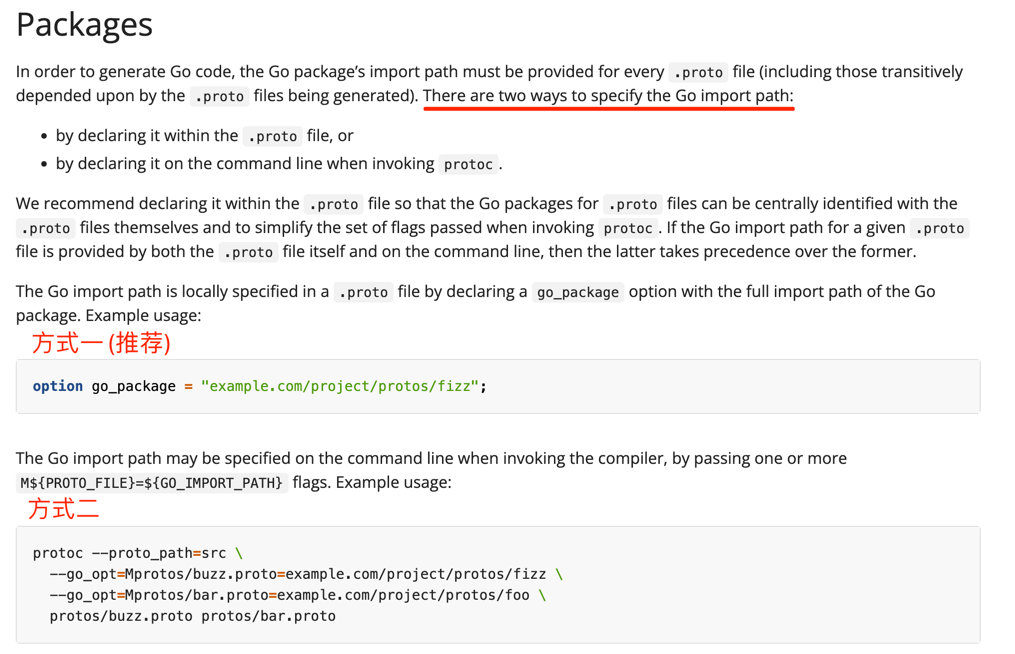 Packages
In order to generate Go code, the Go package’s import path must be provided for every .proto file (including those transitively
depended upon by the .proto files being generated). There are two ways to specify the Go import path:
• by declaring it within the .proto file, or
• by declaring it on the command line when invoking protoc .
We recommend declaring it within the .proto file so that the Go packages for .proto files can be centrally identified with the
.proto files themselves and to simplify the set of flags passed when invoking protoc . If the Go import path for a given .proto
file is provided by both the .proto file itself and on the command line, then the latter takes precedence over the former.
The Go import path is locally specified in a .proto file by declaring a go_package option with the full import path of the Go
package. Example usage:
方式一 (推荐)
option go_package = "example.com/project/protos/fizz";
The Go import path may be specified on the command line when invoking the compiler, by passing one or more
M${PROTO_FILE}=${GO_IMPORT_PATH} flags. Example usage:
方式二
protoc --proto_path=src \
--go_opt=Mprotos/buzz.proto=example.com/project/protos/fizz \
--go_opt=Mprotos/bar.proto=example.com/project/protos/foo \
protos/buzz.proto protos/bar.proto